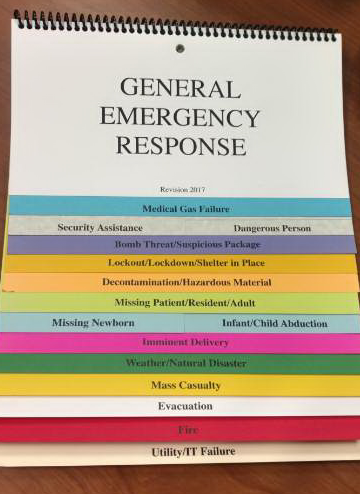 GENERAL
EMERGENCY
RESPONSE
Revision 2017
Medical Gas Failure
Security Assistance Dangerous Person
Bomb Threat/Suspicious Package
Lockout/Lockdown/Shelter in Place
Decontamination/Hazardous Material
Missing Patient/Resident/Adult
Missing Newborn Infant/Child Abduction
Imminent Delivery
Weather/Natural Disaster
Mass Casualty
Evacuation
Fire
Utility/IT Failure